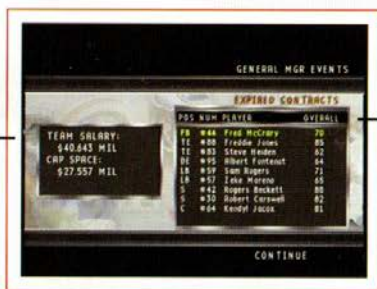 GENERAL MGR EVENTS
EXPIRED CONTRACTS
POS NUM PLAYER OVERALL
TEAM SALARY:
$40.643 MIL
CAP SPACE:
$27.557 MIL
FB #44 Fred McCrary 70
TE #88 Freddie Jones 85
TE #83 Steve Heiden 62
DE #95 Albert Fontenot 64
LB #59 Sam Rogers 71
LB #57 Zeke Moreno 68
S #42 Rogers Beckett 88
S #30 Robert Carswell 82
C #64 Kendyl Jacox 81
CONTINUE